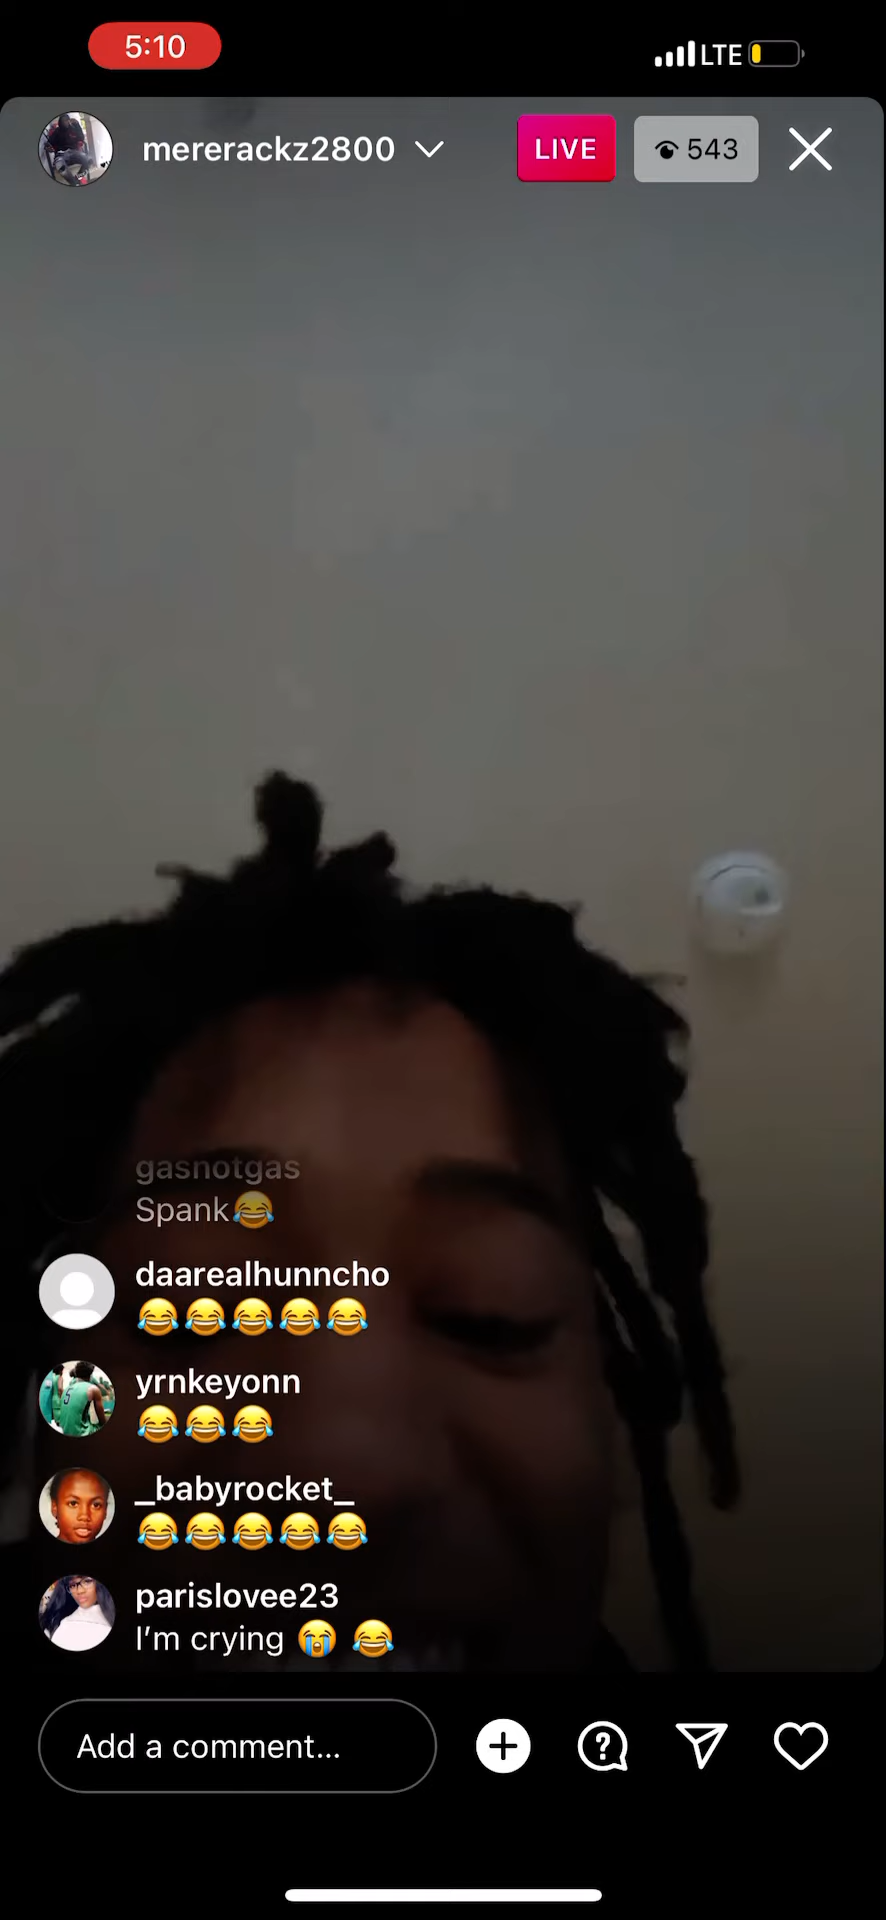 5:10
LTE
mererackz2800
LIVE
543
gasnotgas
Spank😂
daarealhunncho
😂😂😂😂😂
yrnkeyonn
😂😂😂
_babyrocket_
😂😂😂😂😂
parislovee23
I’m crying 😭 😂
Add a comment...